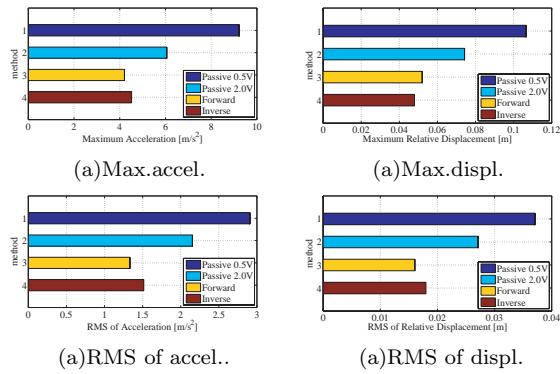 1
2
3
4
method
Passive 0.5V
Passive 2.0V
Forward
Inverse
0 2 4 6 8 10
Maximum Acceleration [m/s²]
(a)Max.accel.
1
2
3
4
method
Passive 0.5V
Passive 2.0V
Forward
Inverse
0 0.02 0.04 0.06 0.08 0.1 0.12
Maximum Relative Displacement [m]
(a)Max.displ.
1
2
3
4
method
Passive 0.5V
Passive 2.0V
Forward
Inverse
0 0.5 1 1.5 2 2.5 3
RMS of Acceleration [m/s²]
(a)RMS of accel..
1
2
3
4
method
Passive 0.5V
Passive 2.0V
Forward
Inverse
0 0.01 0.02 0.03 0.04
RMS of Relative Displacement [m]
(a)RMS of displ.